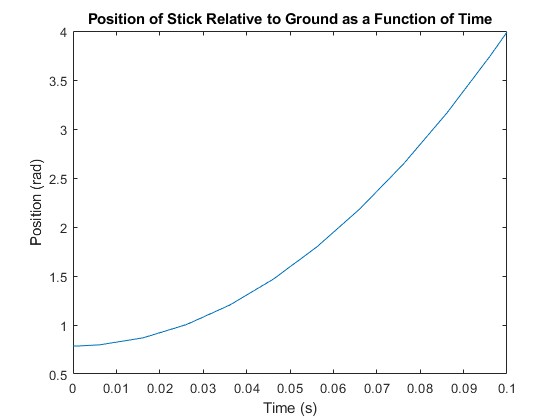 Position of Stick Relative to Ground as a Function of Time
4
3.5
3
2.5
2
1.5
1
0.5
Position (rad)
0 0.01 0.02 0.03 0.04 0.05 0.06 0.07 0.08 0.09 0.1
Time (s)